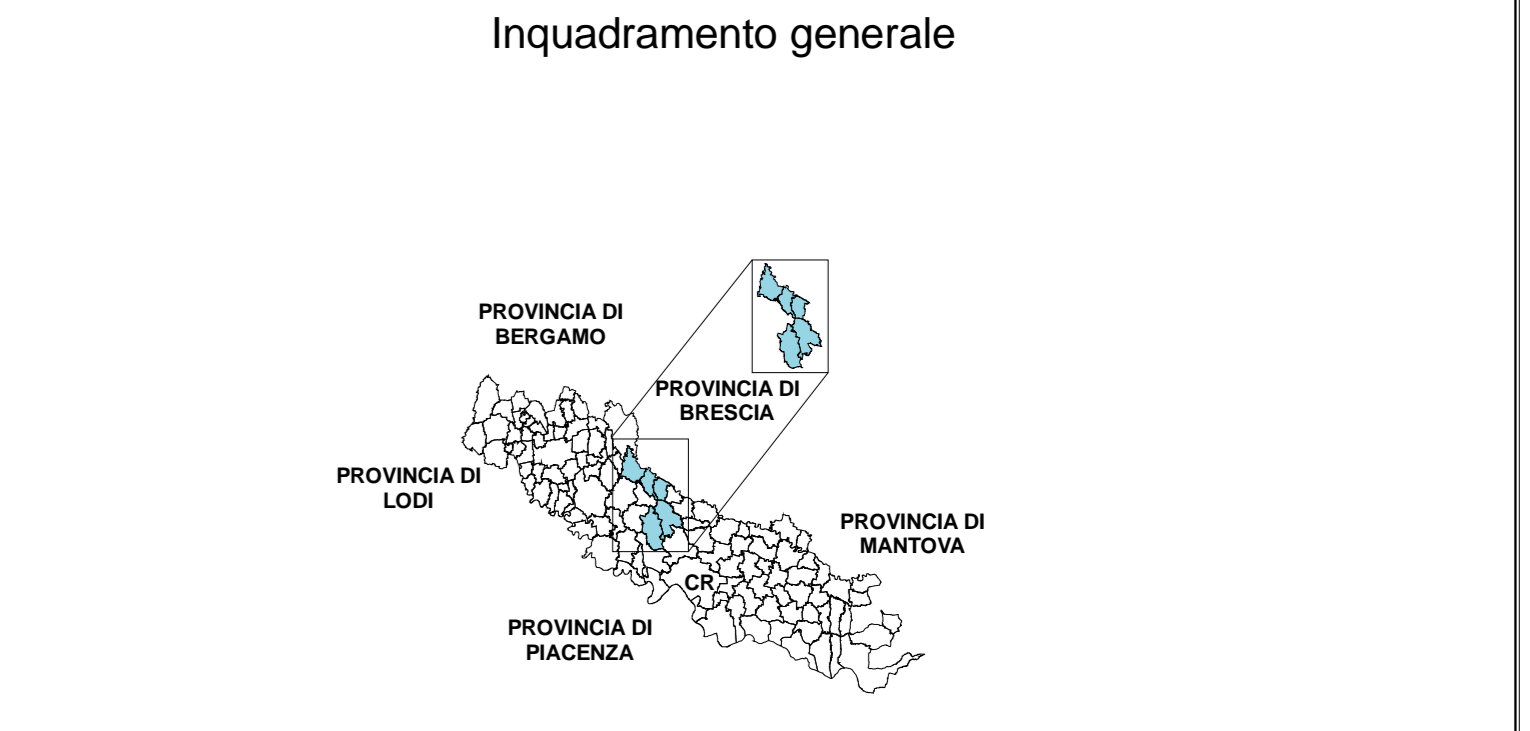 Inquadramento generale
PROVINCIA DI
BERGAMO
PROVINCIA DI
BRESCIA
PROVINCIA DI
LODI
PROVINCIA DI
MANTOVA
CR
PROVINCIA DI
PIACENZA